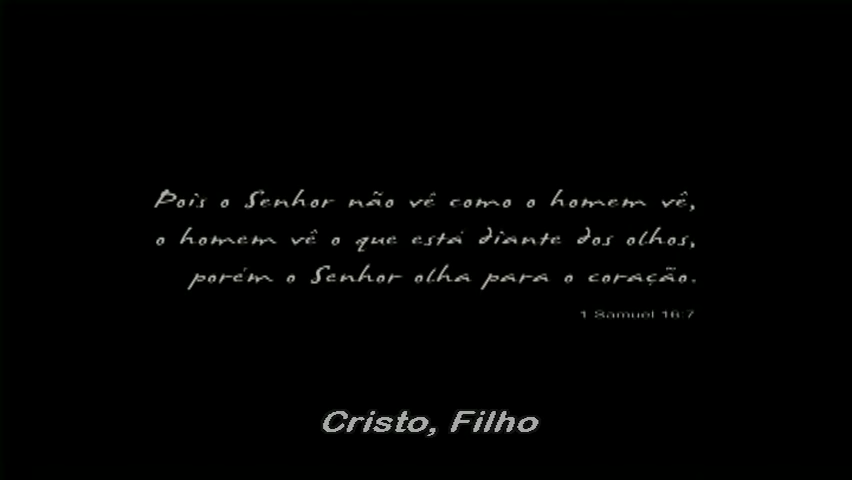 Pois o Senhor não vê como o homem vê,
o homem vê o que está diante dos olhos,
porém o Senhor olha para o coração.
1 Samuel 16:7
Cristo, Filho